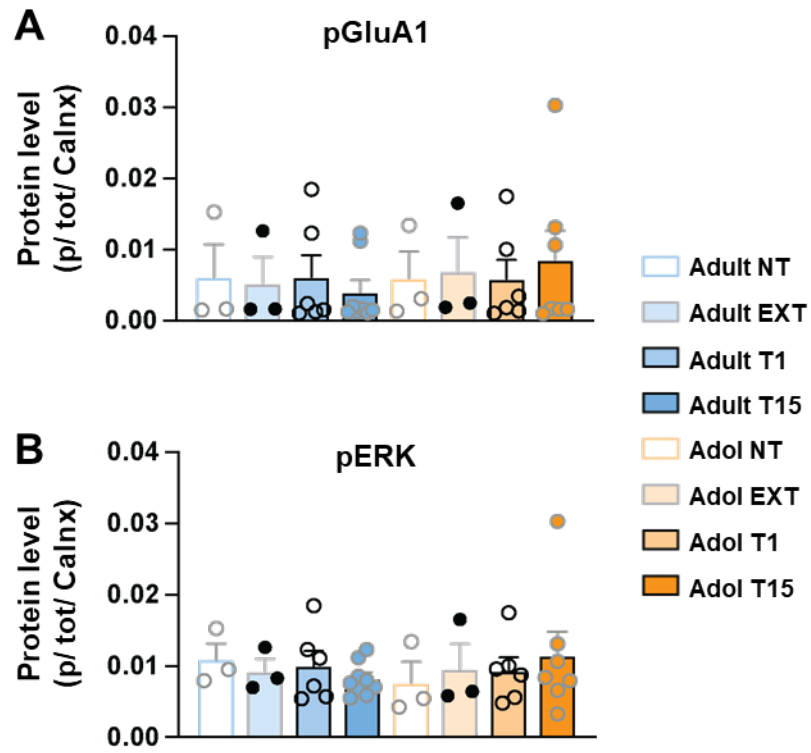 A
pGluA1
Protein level
(p/ tot/ Calnx)
0.04
0.03
0.02
0.01
0.00
B
pERK
Protein level
(p/ tot/ Calnx)
0.04
0.03
0.02
0.01
0.00
Adult NT
Adult EXT
Adult T1
Adult T15
Adol NT
Adol EXT
Adol T1
Adol T15